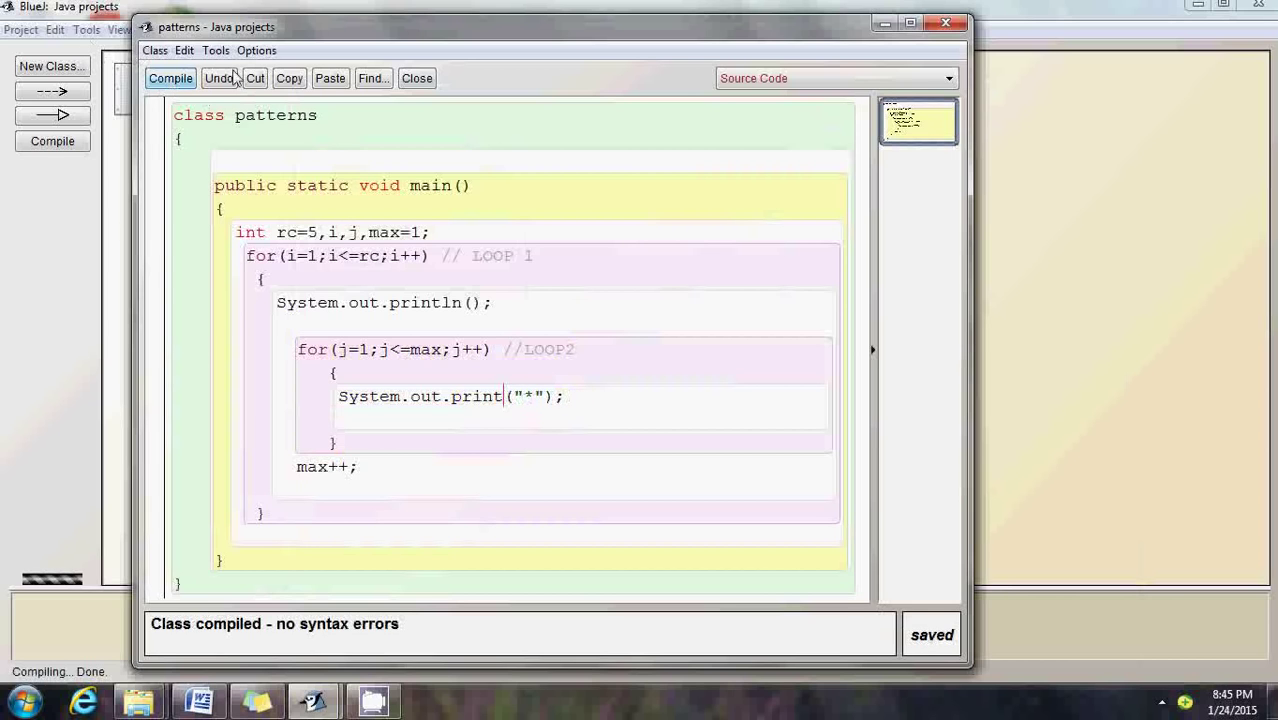 BlueJ: Java projects
Project Edit Tools View
New Class...
Compile
patterns - Java projects
Class Edit Tools Options
Compile Undo Cut Copy Paste Find... Close Source Code
class patterns
{
public static void main()
{
int rc=5,i,j,max=1;
for(i=1;i<=rc;i++) // LOOP 1
{
System.out.println();
for(j=1;j<=max;j++) //LOOP2
{
System.out.print("*");
}
max++;
}
}
}
Class compiled - no syntax errors
saved
Compiling... Done.
8:45 PM
1/24/2015